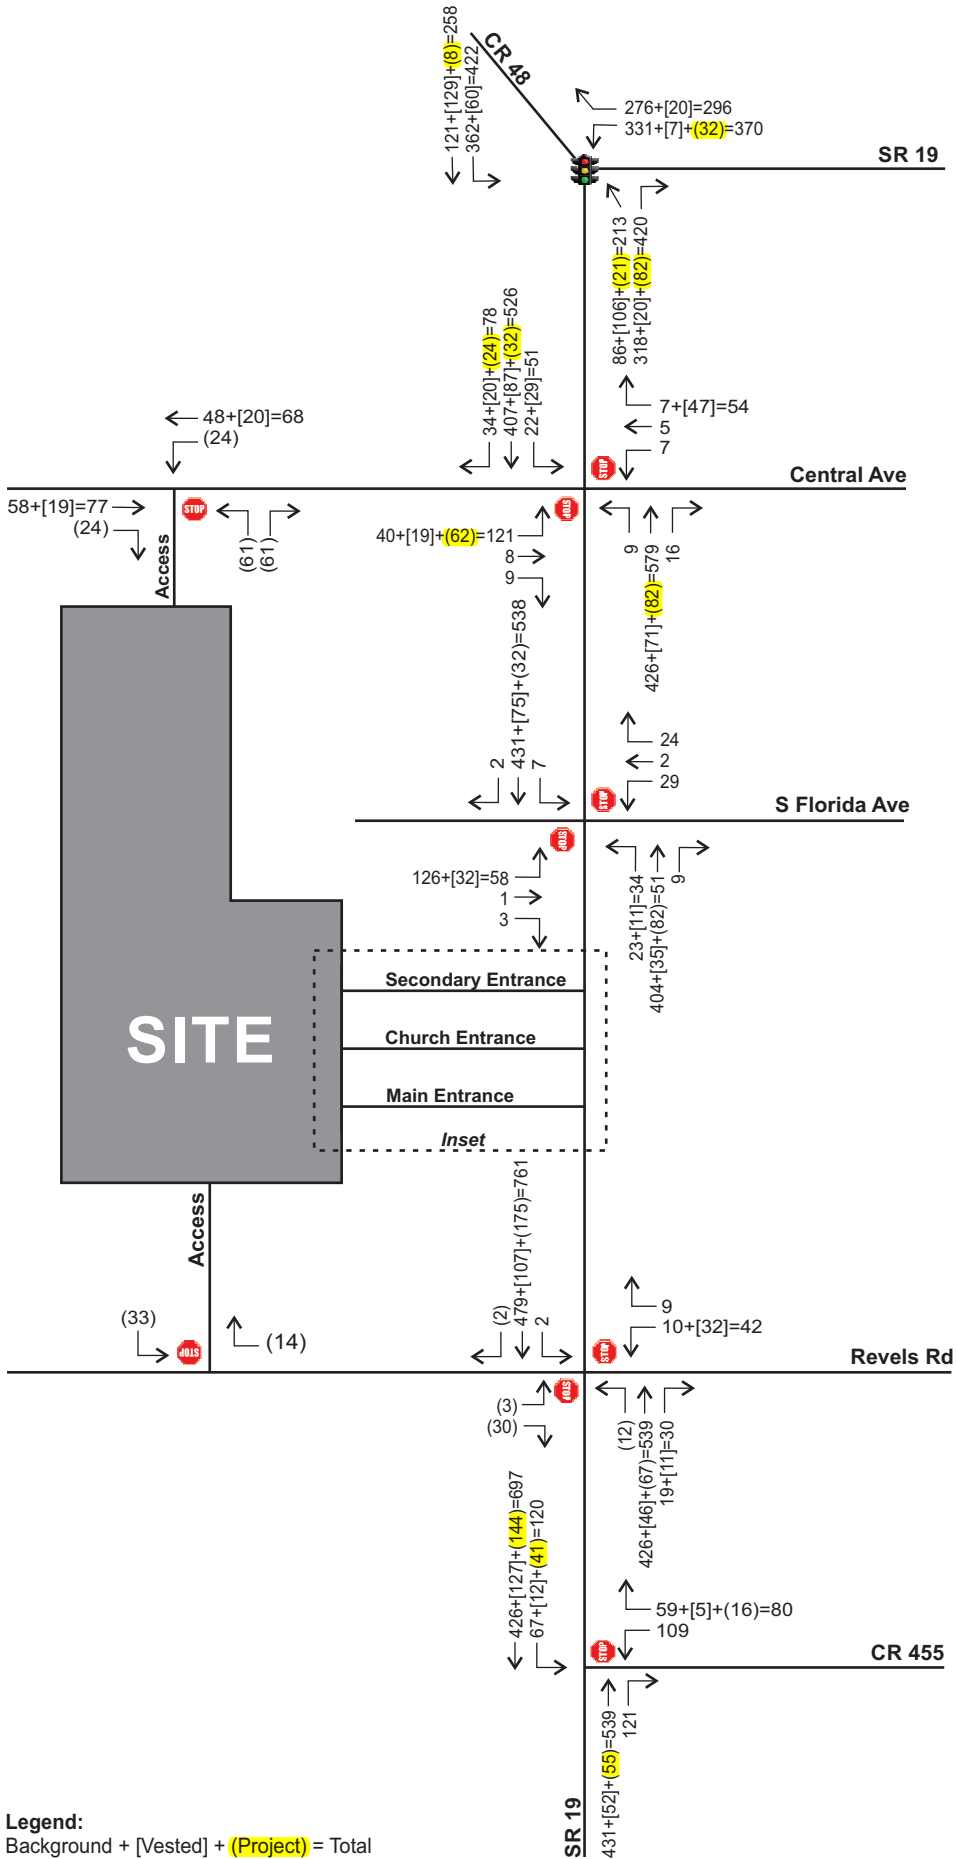 121+[129]+(8)=258
362+[60]=422
CR 48
276+[20]=296
331+[7]+(32)=370
SR 19
86+[106]+(21)=213
318+[20]+(82)=420
34+[20]+(24)=78
407+[87]+(32)=526
22+[29]=51
7+[47]=54
5
7
48+[20]=68
(24)
STOP
Central Ave
58+[19]=77
(24)
STOP
Access
(61)
(61)
40+[19]+(62)=121
8
9
STOP
9
426+[71]+(82)=579
16
2
431+[75]+(32)=538
7
24
2
29
STOP
S Florida Ave
126+[32]=58
1
3
STOP
23+[11]=34
404+[35]+(82)=51
9
SITE
Secondary Entrance
Church Entrance
Main Entrance
Inset
Access
(33)
STOP
(14)
(2)
479+[107]+(175)=761
2
9
10+[32]=42
STOP
Revels Rd
(3)
(30)
STOP
(12)
426+[46]+(67)=539
19+[11]=30
426+[127]+(144)=697
67+[12]+(41)=120
59+[5]+(16)=80
109
STOP
CR 455
431+[52]+(55)=539
121
SR 19
Legend:
Background + [Vested] + (Project) = Total